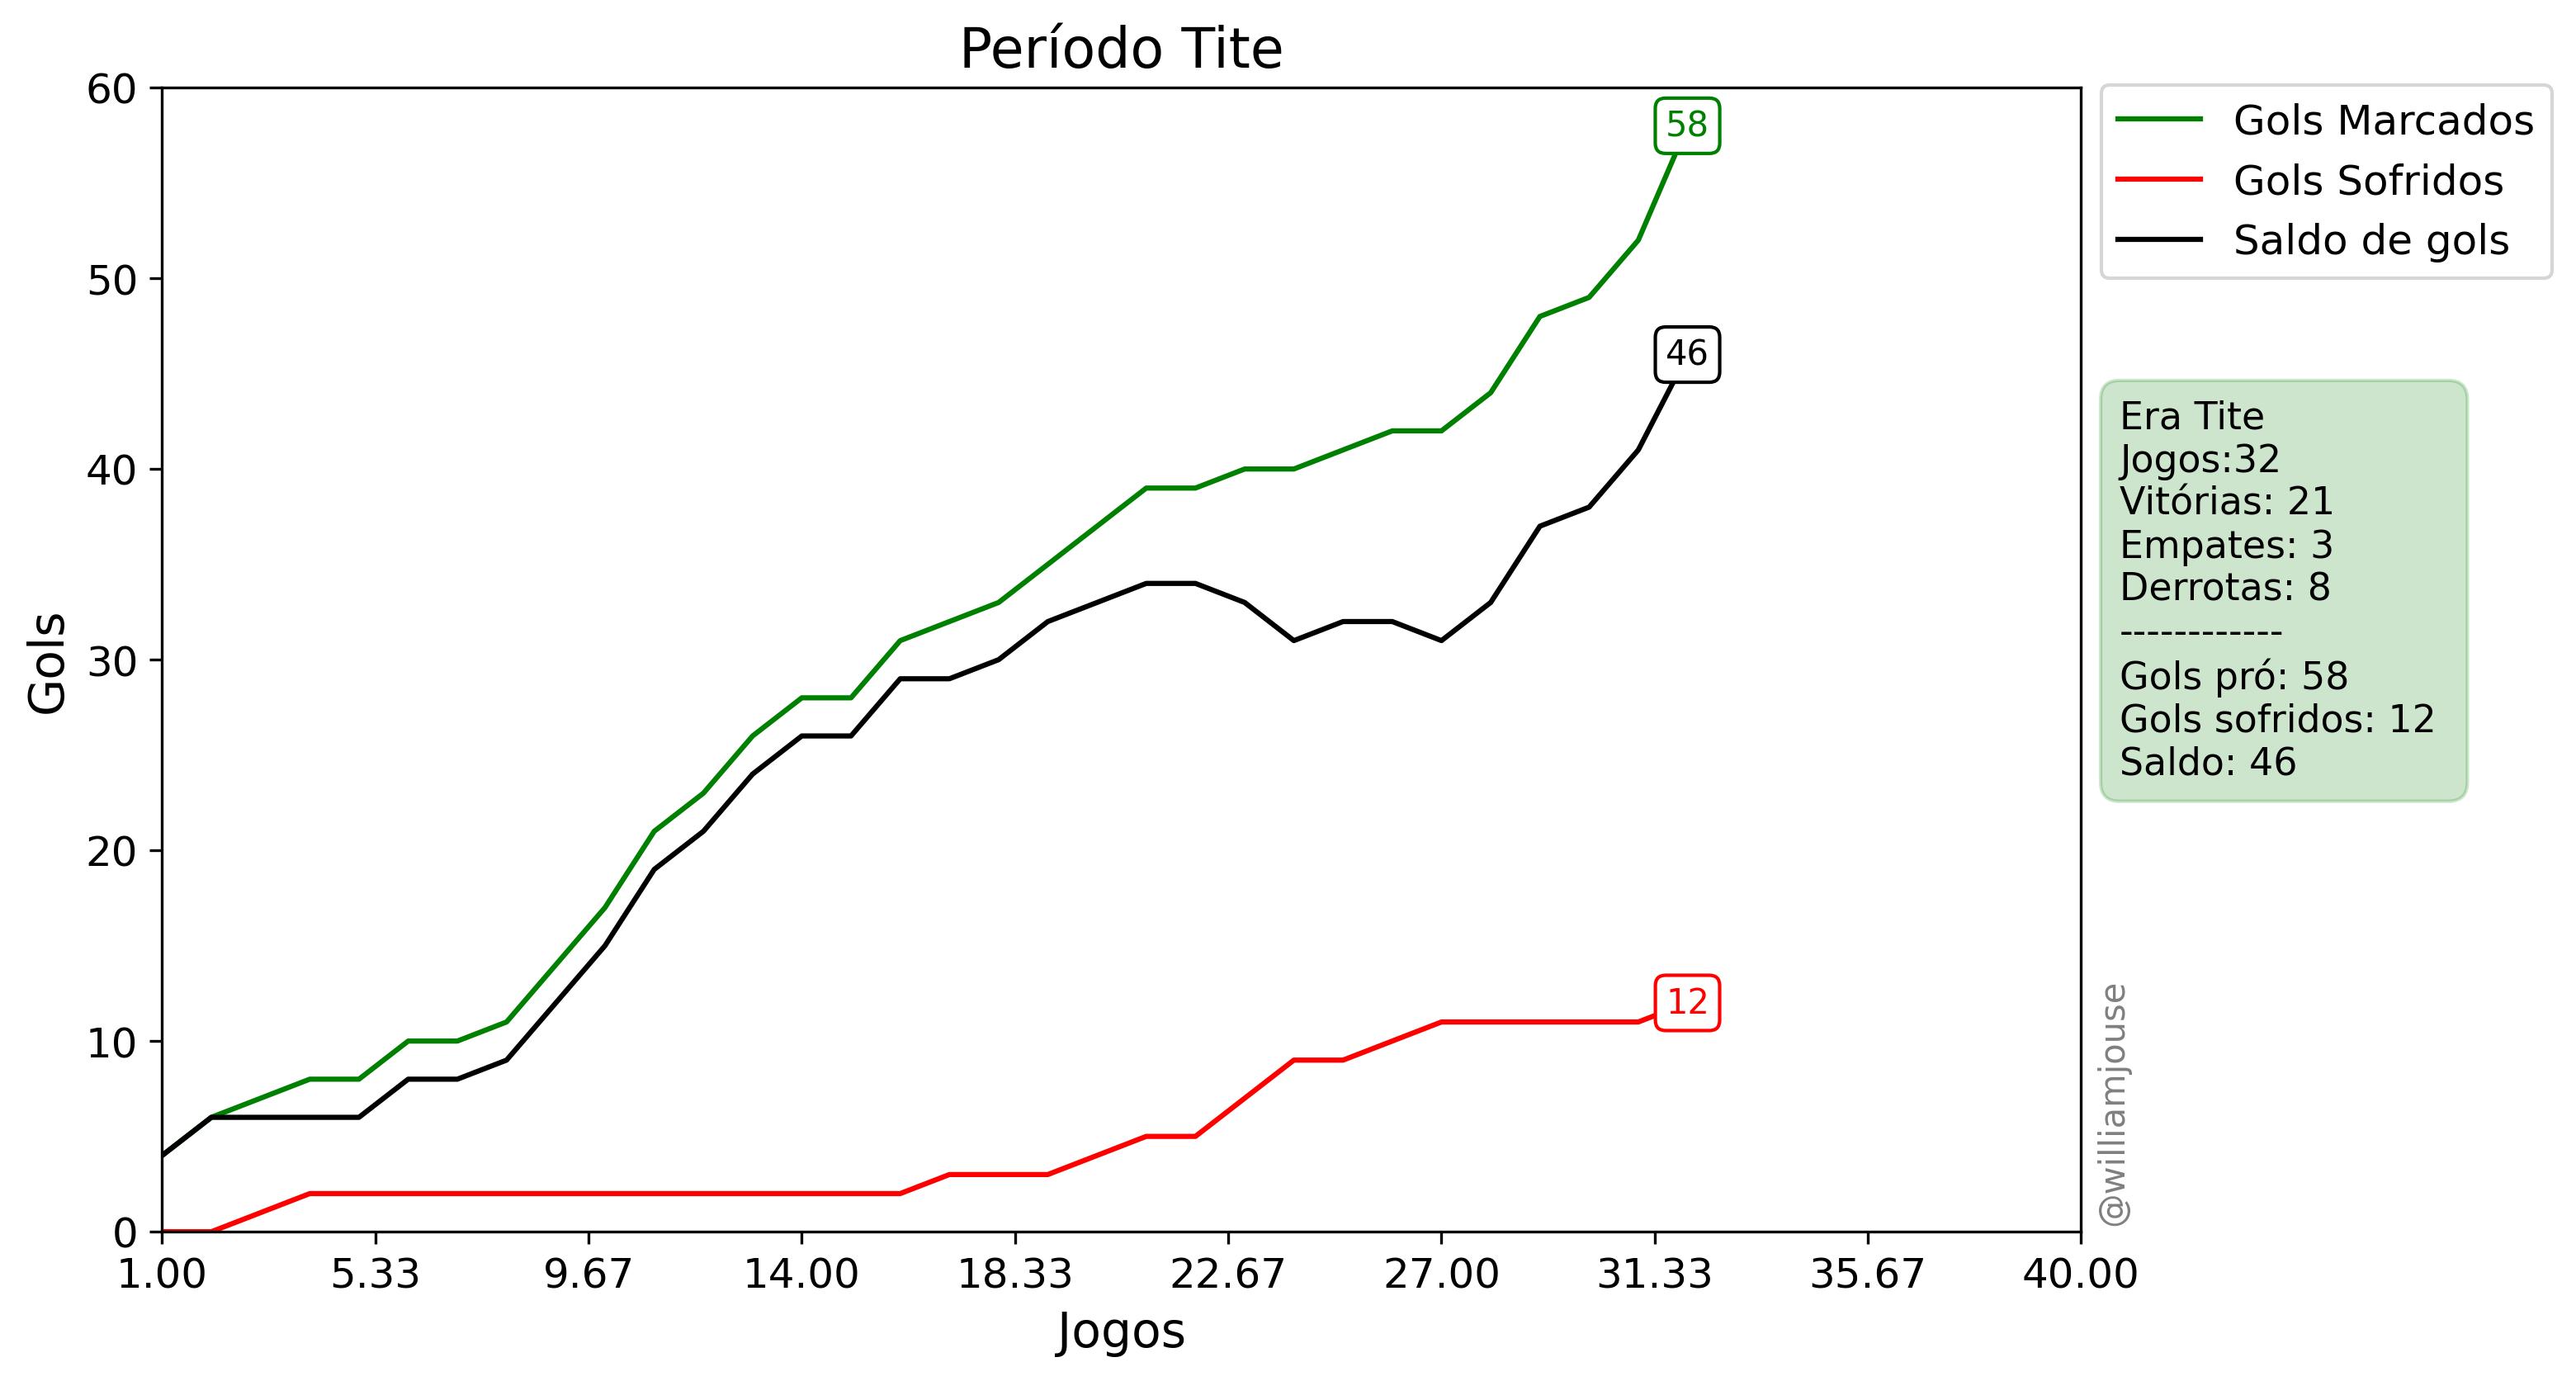 Período Tite
60
50
40
30
20
10
0
Gols
1.00 5.33 9.67 14.00 18.33 22.67 27.00 31.33 35.67 40.00
Jogos
58
46
12
Gols Marcados
Gols Sofridos
Saldo de gols
Era Tite
Jogos:32
Vitórias: 21
Empates: 3
Derrotas: 8
------------
Gols pró: 58
Gols sofridos: 12
Saldo: 46
@williamjouse